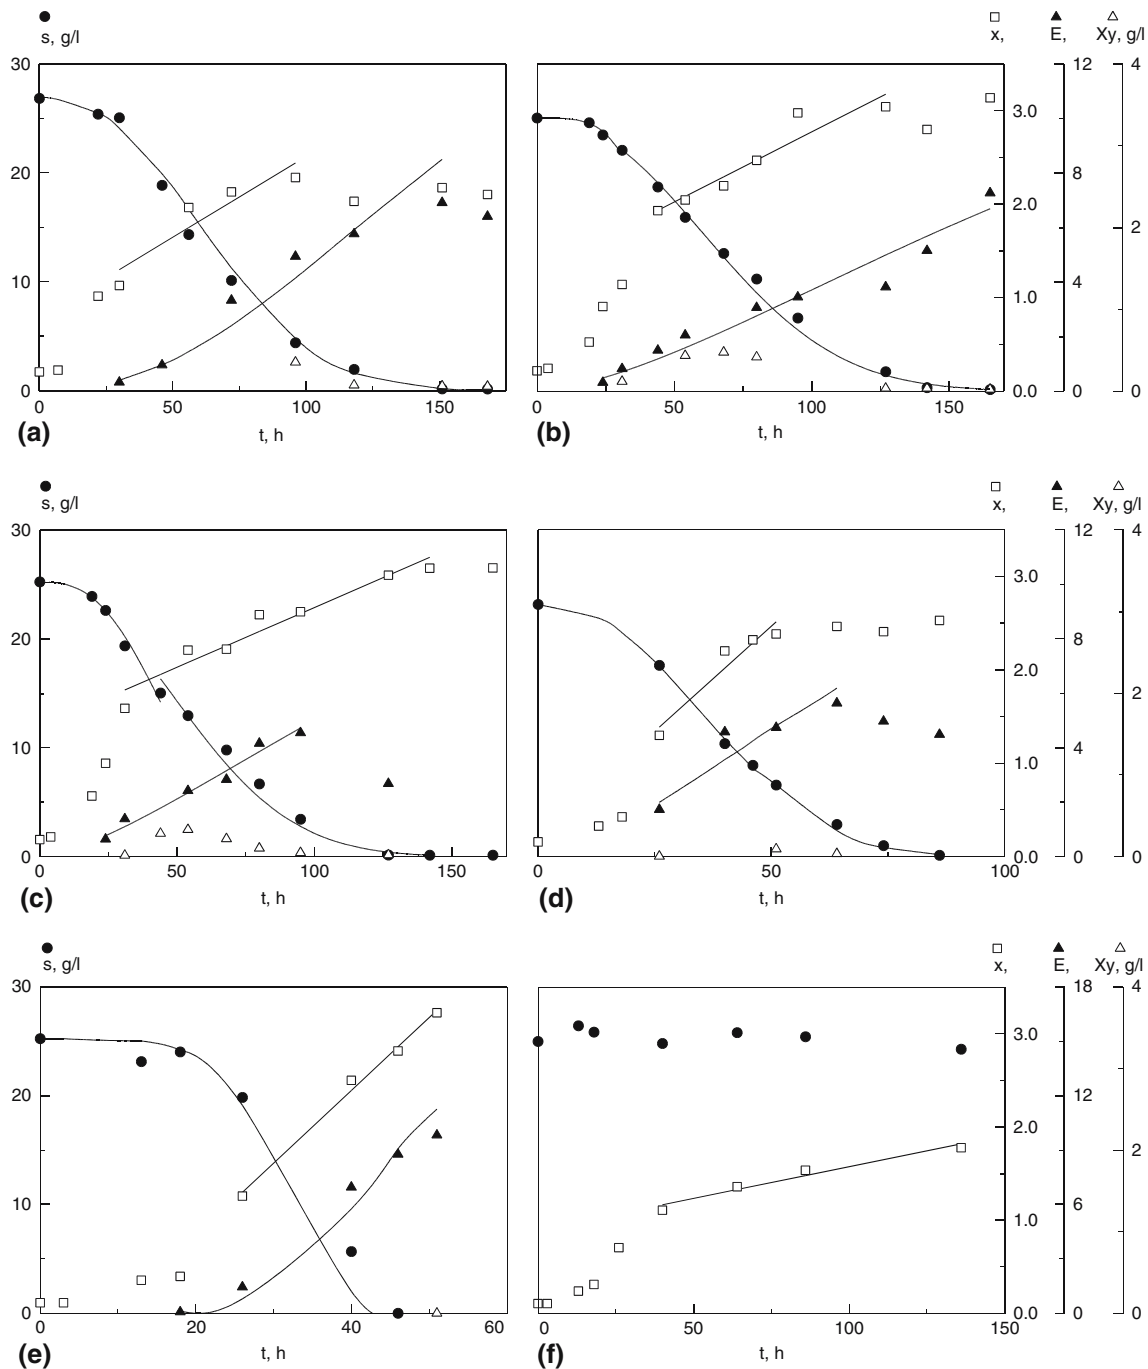 x, E, Xy, g/l
s, g/l
30 3.0 12 4
20 8
2.0 2
10 4
1.0
0 0.0 0 0
0 50 100 150 0 50 100 150
(a) t, h (b) t, h
x, E, Xy, g/l
s, g/l
30 12 4
3.0
20 8
2.0 2
10 4
1.0
0 0.0 0 0
0 50 100 150 0 50 100
(c) t, h (d) t, h
s, g/l x, E, Xy, g/l
30 18 4
3.0
20 12
2.0 2
10 6
1.0
0 0.0 0 0
0 20 40 60 0 50 100 150
(e) t, h (f) t, h